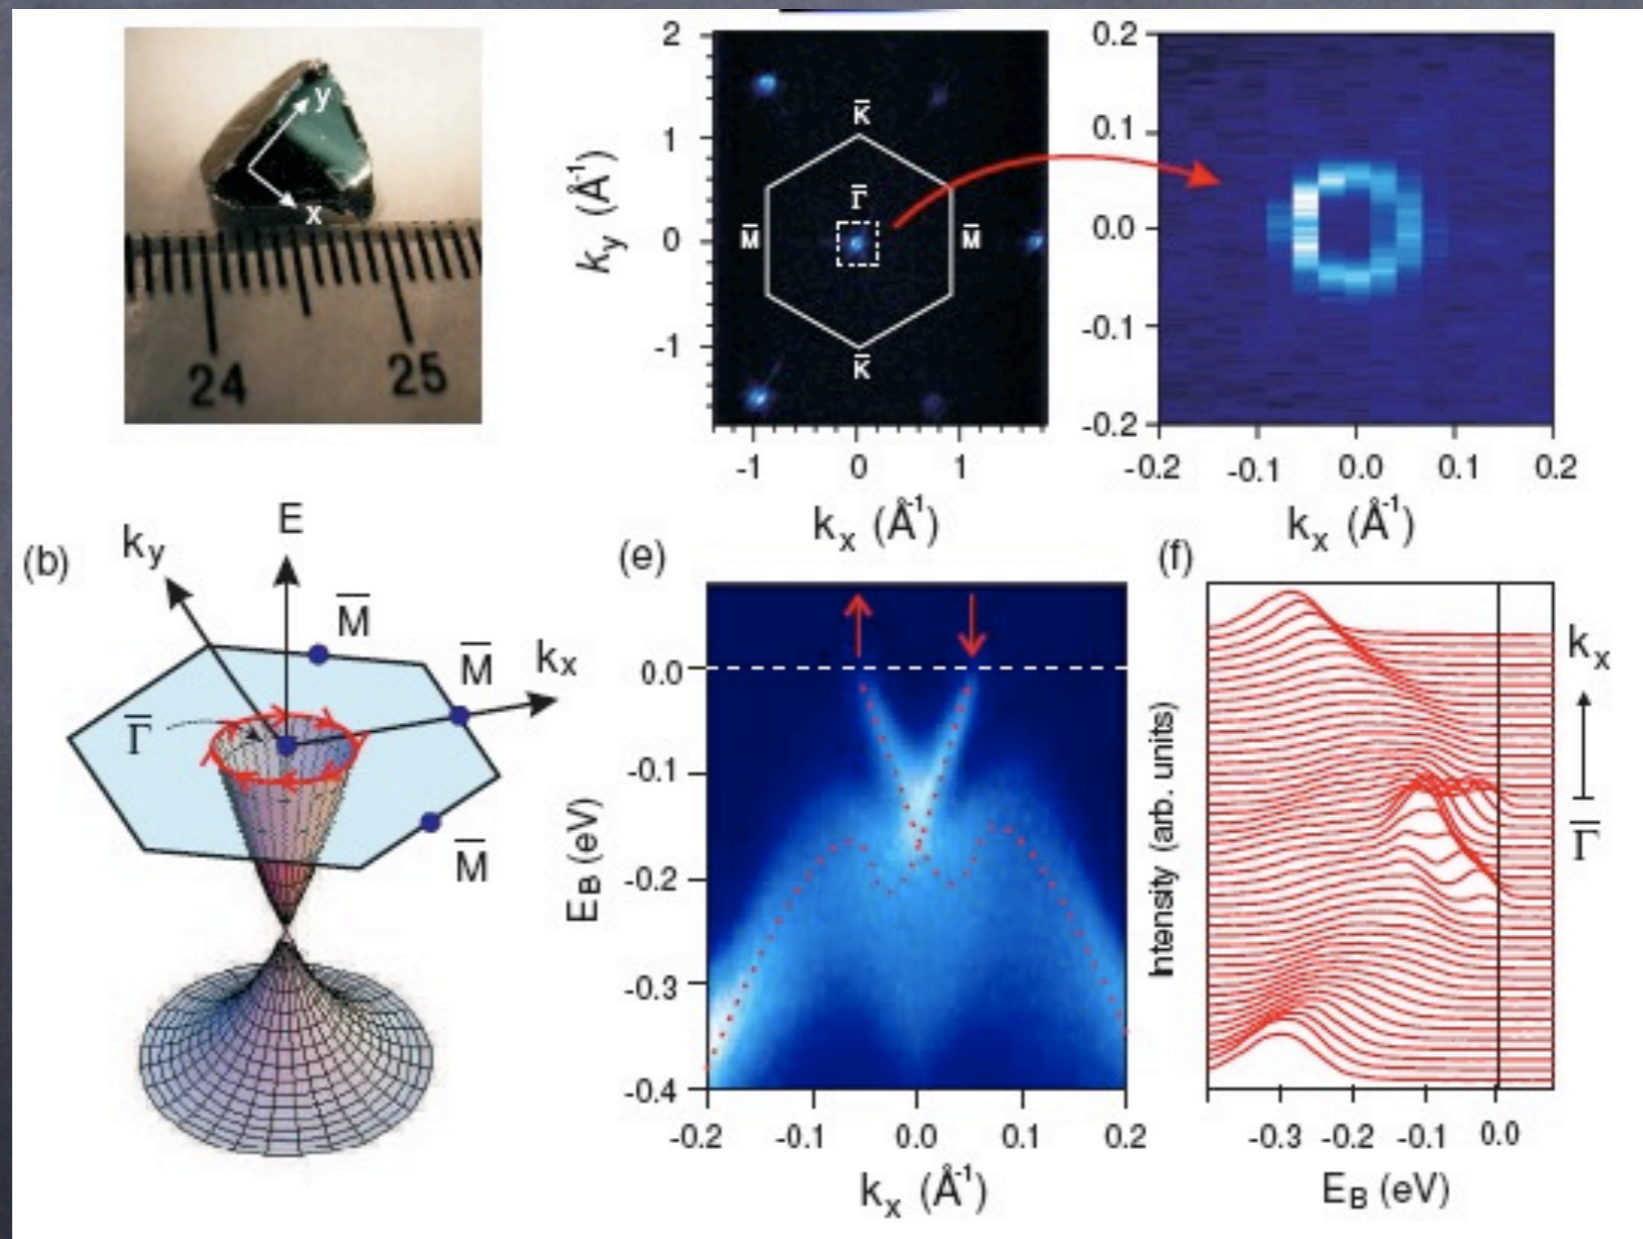 y
x
24 25
2
1
0
-1
k_y (Å⁻¹)
K̅
Γ̅
M̅ M̅
K̅
-1 0 1
k_x (Å⁻¹)
0.2
0.1
0.0
-0.1
-0.2
-0.2 -0.1 0.0 0.1 0.2
k_x (Å⁻¹)
(b)
E
k_y
M̅
M̅
k_x
Γ̅
M̅
(e)
0.0
-0.1
-0.2
-0.3
-0.4
E_B (eV)
-0.2 -0.1 0.0 0.1 0.2
k_x (Å⁻¹)
(f)
Intensity (arb. units)
k_x
Γ̅
-0.3 -0.2 -0.1 0.0
E_B (eV)